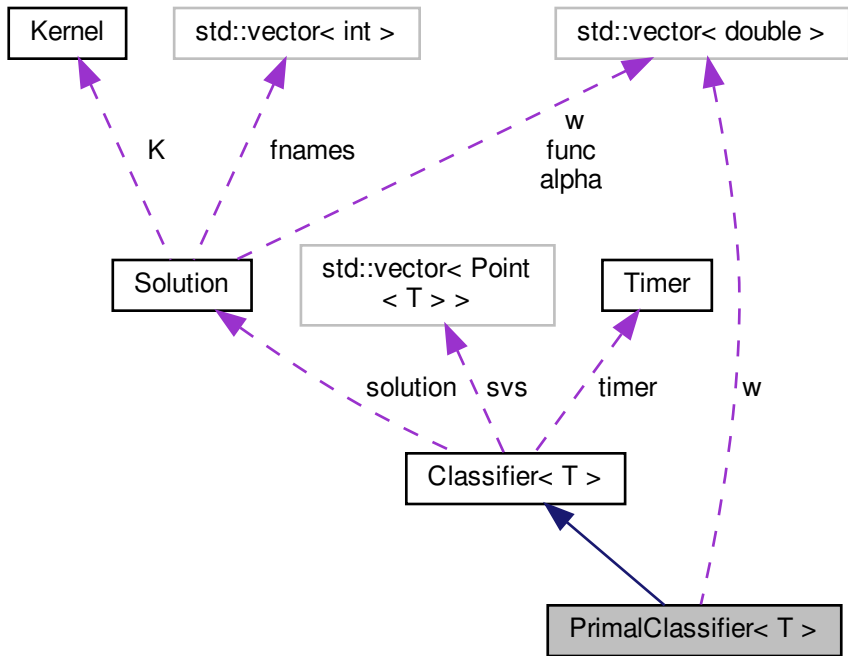 Kernel
std::vector< int >
std::vector< double >
K
fnames
w
func
alpha
Solution
std::vector< Point
< T > >
Timer
solution
svs
timer
w
Classifier< T >
PrimalClassifier< T >